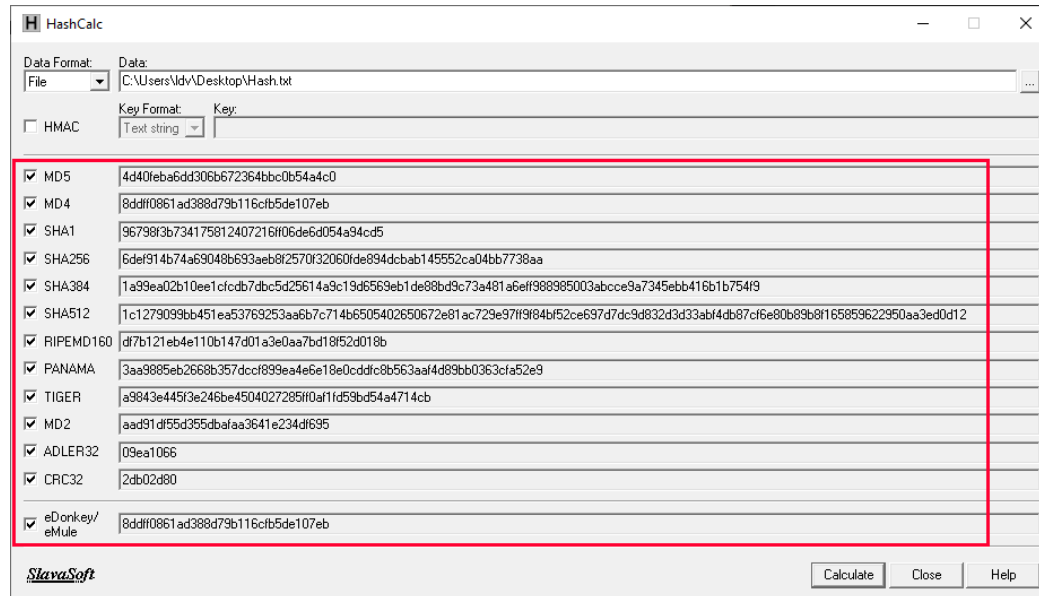 HashCalc
Data Format: Data:
File C:\Users\ldv\Desktop\Hash.txt ...
Key Format: Key:
HMAC Text string
MD5 4d40feba6dd306b672364bbc0b54a4c0
MD4 8ddff0861ad388d79b116cfb5de107eb
SHA1 96798f3b734175812407216ff06de6d054a94cd5
SHA256 6def914b74a69048b693aeb8f2570f32060fde894dcbab145552ca04bb7738aa
SHA384 1a99ea02b10ee1cfcdb7dbc5d25614a9c19d6569eb1de88bd9c73a481a6eff988985003abcce9a7345ebb416b1b754f9
SHA512 1c1279099bb451ea53769253aa6b7c714b6505402650672e81ac729e97ff9f84bf52ce697d7dc9d832d3d33abf4db87cf6e80b89b8f165859622950aa3ed0d12
RIPEMD160 df7b121eb4e110b147d01a3e0aa7bd18f52d018b
PANAMA 3aa9885eb2668b357dccf899ea4e6e18e0cddfc8b563aaf4d89bb0363cfa52e9
TIGER a9843e445f3e246be4504027285ff0af1fd59bd54a4714cb
MD2 aad91df55d355dbafaa3641e234df695
ADLER32 09ea1066
CRC32 2db02d80
eDonkey/
eMule 8ddff0861ad388d79b116cfb5de107eb
SlavaSoft Calculate Close Help